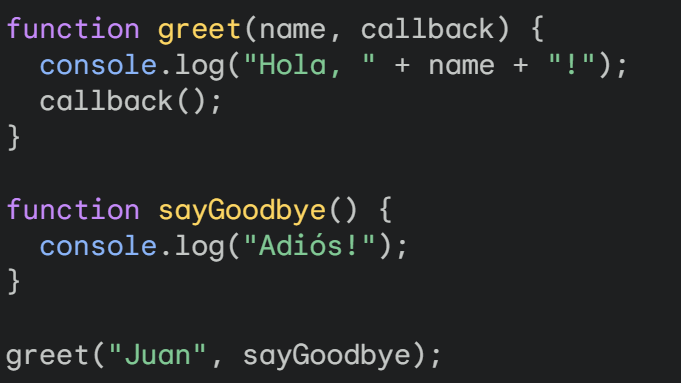 function greet(name, callback) {
  console.log("Hola, " + name + "!");
  callback();
}

function sayGoodbye() {
  console.log("Adiós!");
}

greet("Juan", sayGoodbye);